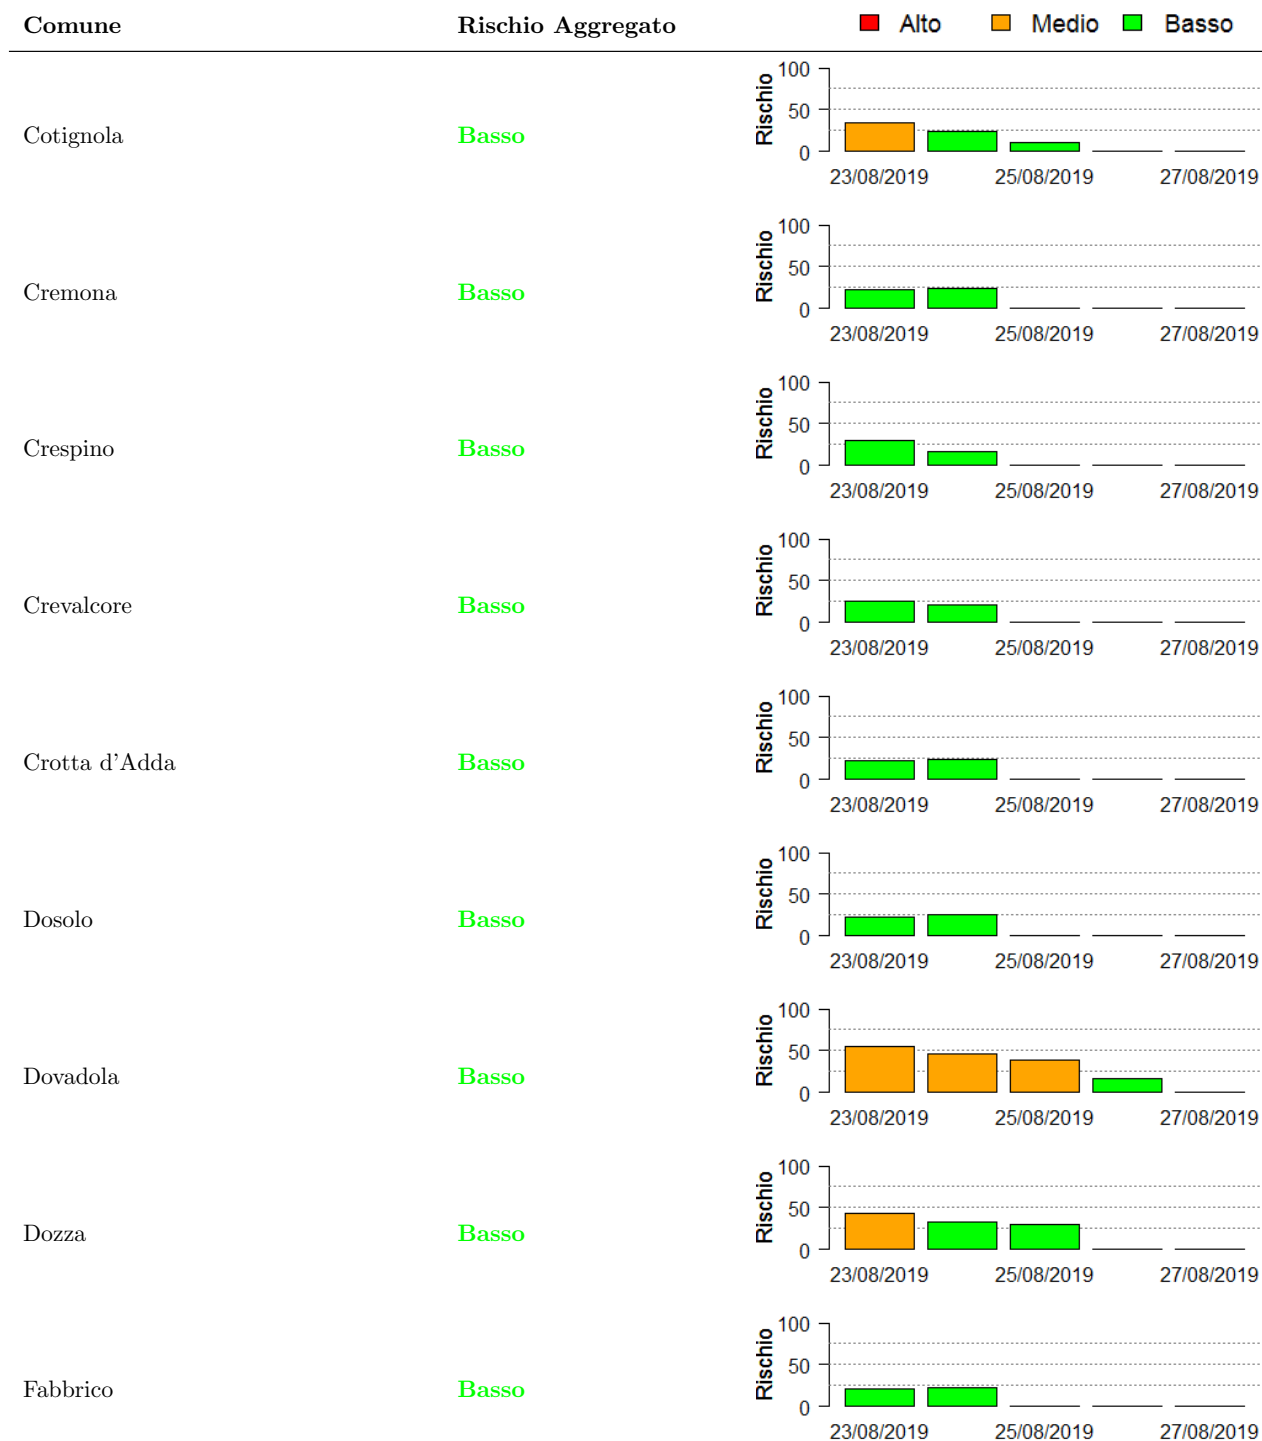 Comune Rischio Aggregato Alto Medio Basso
100
50
0
Rischio
Cotignola Basso
23/08/2019 25/08/2019 27/08/2019
100
50
0
Rischio
Cremona Basso
23/08/2019 25/08/2019 27/08/2019
100
50
0
Rischio
Crespino Basso
23/08/2019 25/08/2019 27/08/2019
100
50
0
Rischio
Crevalcore Basso
23/08/2019 25/08/2019 27/08/2019
100
50
0
Rischio
Crotta d'Adda Basso
23/08/2019 25/08/2019 27/08/2019
100
50
0
Rischio
Dosolo Basso
23/08/2019 25/08/2019 27/08/2019
100
50
0
Rischio
Dovadola Basso
23/08/2019 25/08/2019 27/08/2019
100
50
0
Rischio
Dozza Basso
23/08/2019 25/08/2019 27/08/2019
100
50
0
Rischio
Fabbrico Basso
23/08/2019 25/08/2019 27/08/2019